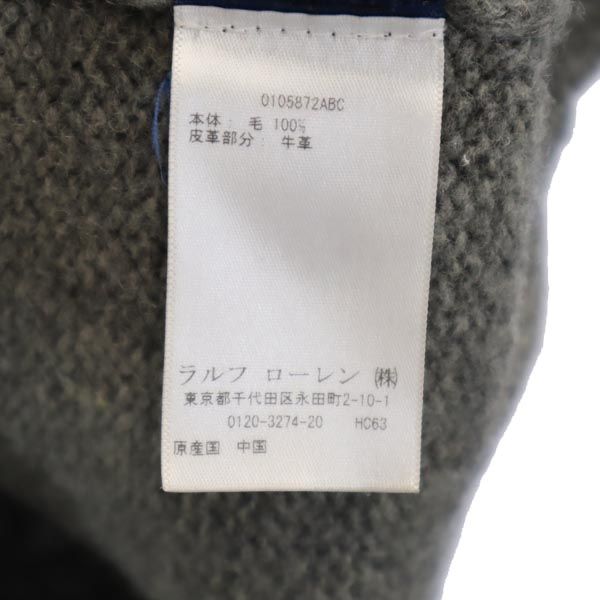 0105872ABC
本体: 毛 100%
皮革部分: 牛革
ラルフ ローレン ㈱
東京都千代田区永田町2-10-1
0120-3274-20 HC63
原産国 中国